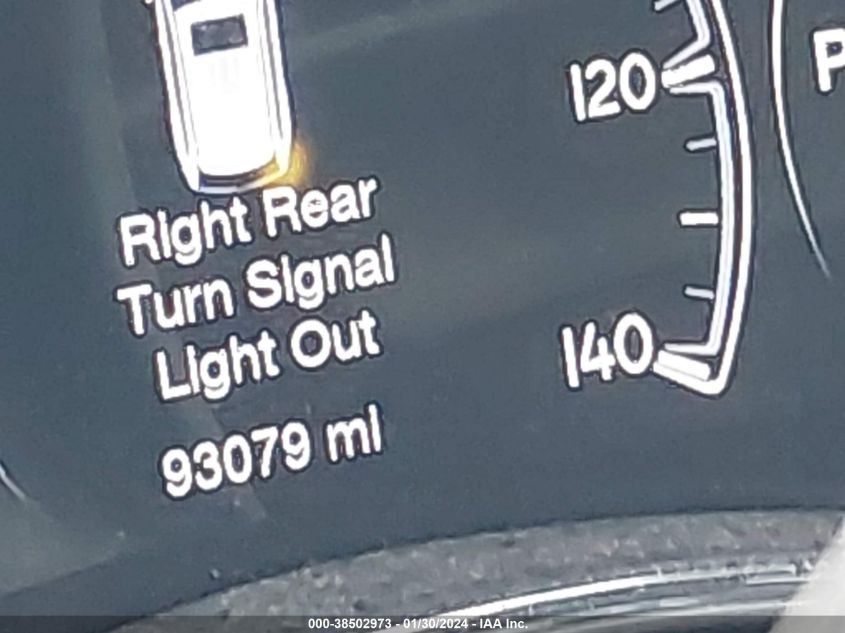 120
P
Right Rear
Turn Signal
Light Out
140
93079 mi
000-38502973 - 01/30/2024 - IAA Inc.